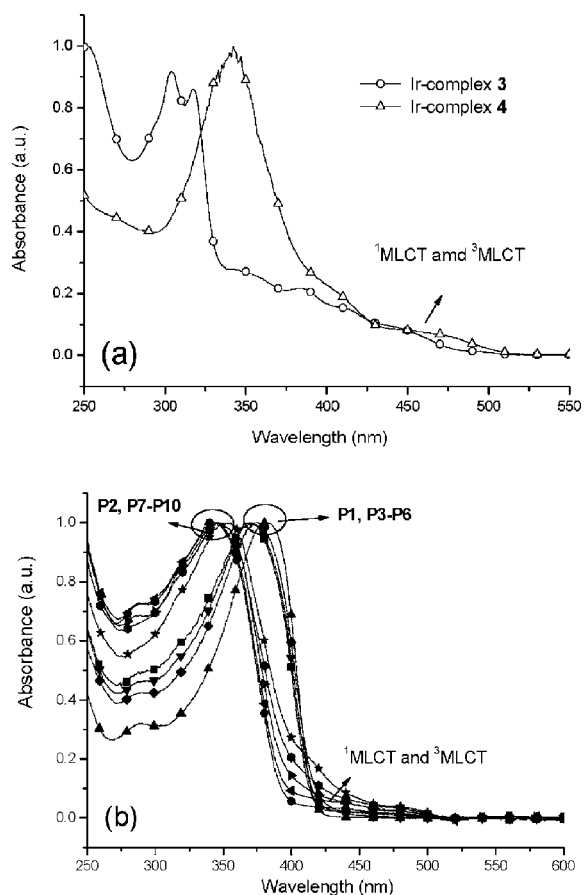 1.0
0.8
0.6
0.4
0.2
0.0
Absorbance (a.u.)
Ir-complex 3
Ir-complex 4
¹MLCT amd ³MLCT
(a)
250 300 350 400 450 500 550
Wavelength (nm)
P2, P7-P10
P1, P3-P6
1.0
0.8
0.6
0.4
0.2
0.0
Absorbance (a.u.)
¹MLCT and ³MLCT
(b)
250 300 350 400 450 500 550 600
Wavelength (nm)